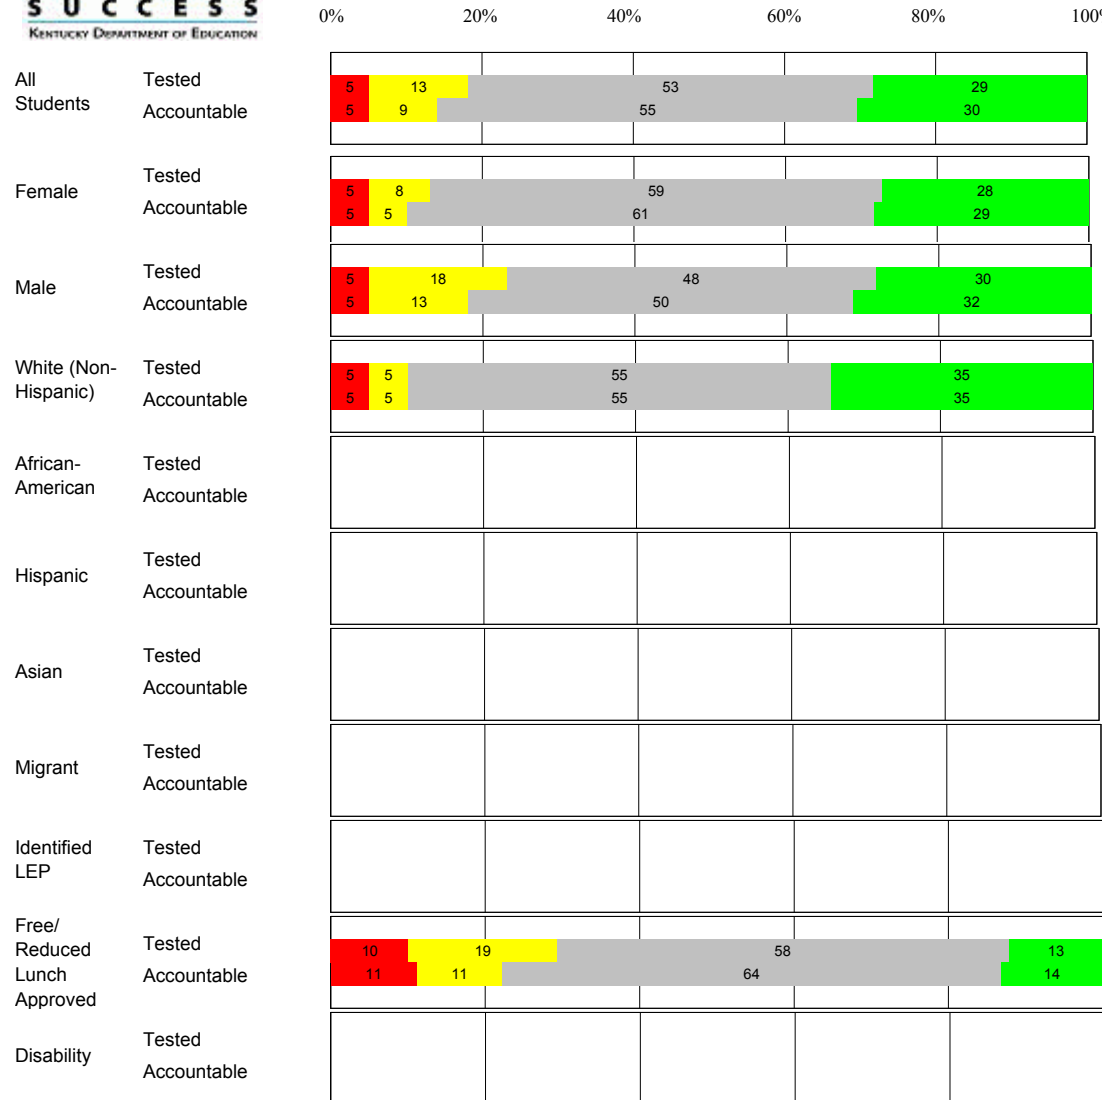 SUCCESS
KENTUCKY DEPARTMENT OF EDUCATION
0% 20% 40% 60% 80% 100%
All Students
Tested 5 13 53 29
Accountable 5 9 55 30
Female
Tested 5 8 59 28
Accountable 5 5 61 29
Male
Tested 5 18 48 30
Accountable 5 13 50 32
White (Non-
Hispanic)
Tested 5 5 55 35
Accountable 5 5 55 35
African-
American
Tested
Accountable
Hispanic
Tested
Accountable
Asian
Tested
Accountable
Migrant
Tested
Accountable
Identified
LEP
Tested
Accountable
Free/
Reduced
Lunch
Approved
Tested 10 19 58 13
Accountable 11 11 64 14
Disability
Tested
Accountable